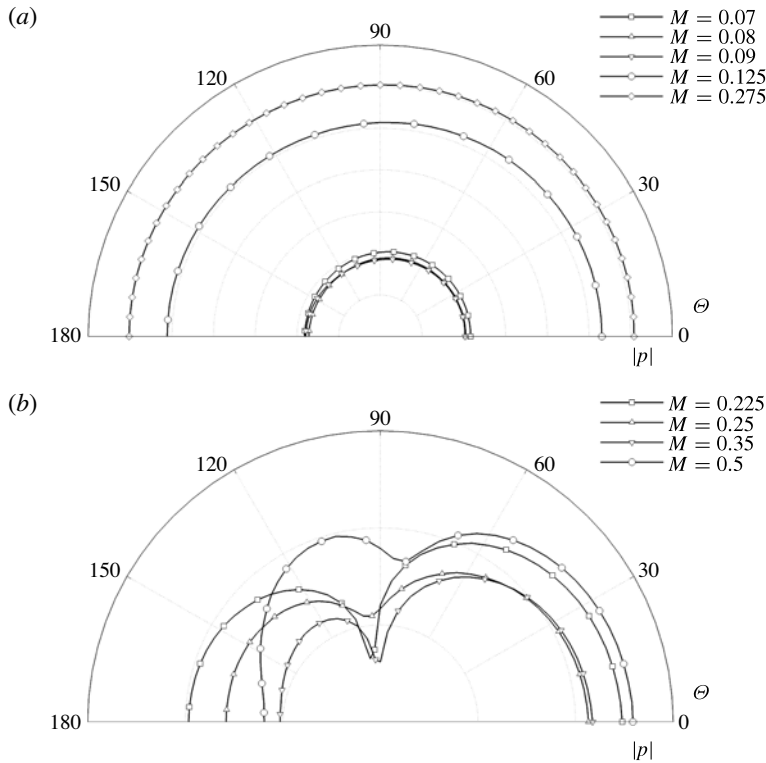 (a)
M = 0.07
M = 0.08
M = 0.09
M = 0.125
M = 0.275
90
120
60
150
30
Θ
180
0
|p|
(b)
M = 0.225
M = 0.25
M = 0.35
M = 0.5
90
120
60
150
30
Θ
180
0
|p|